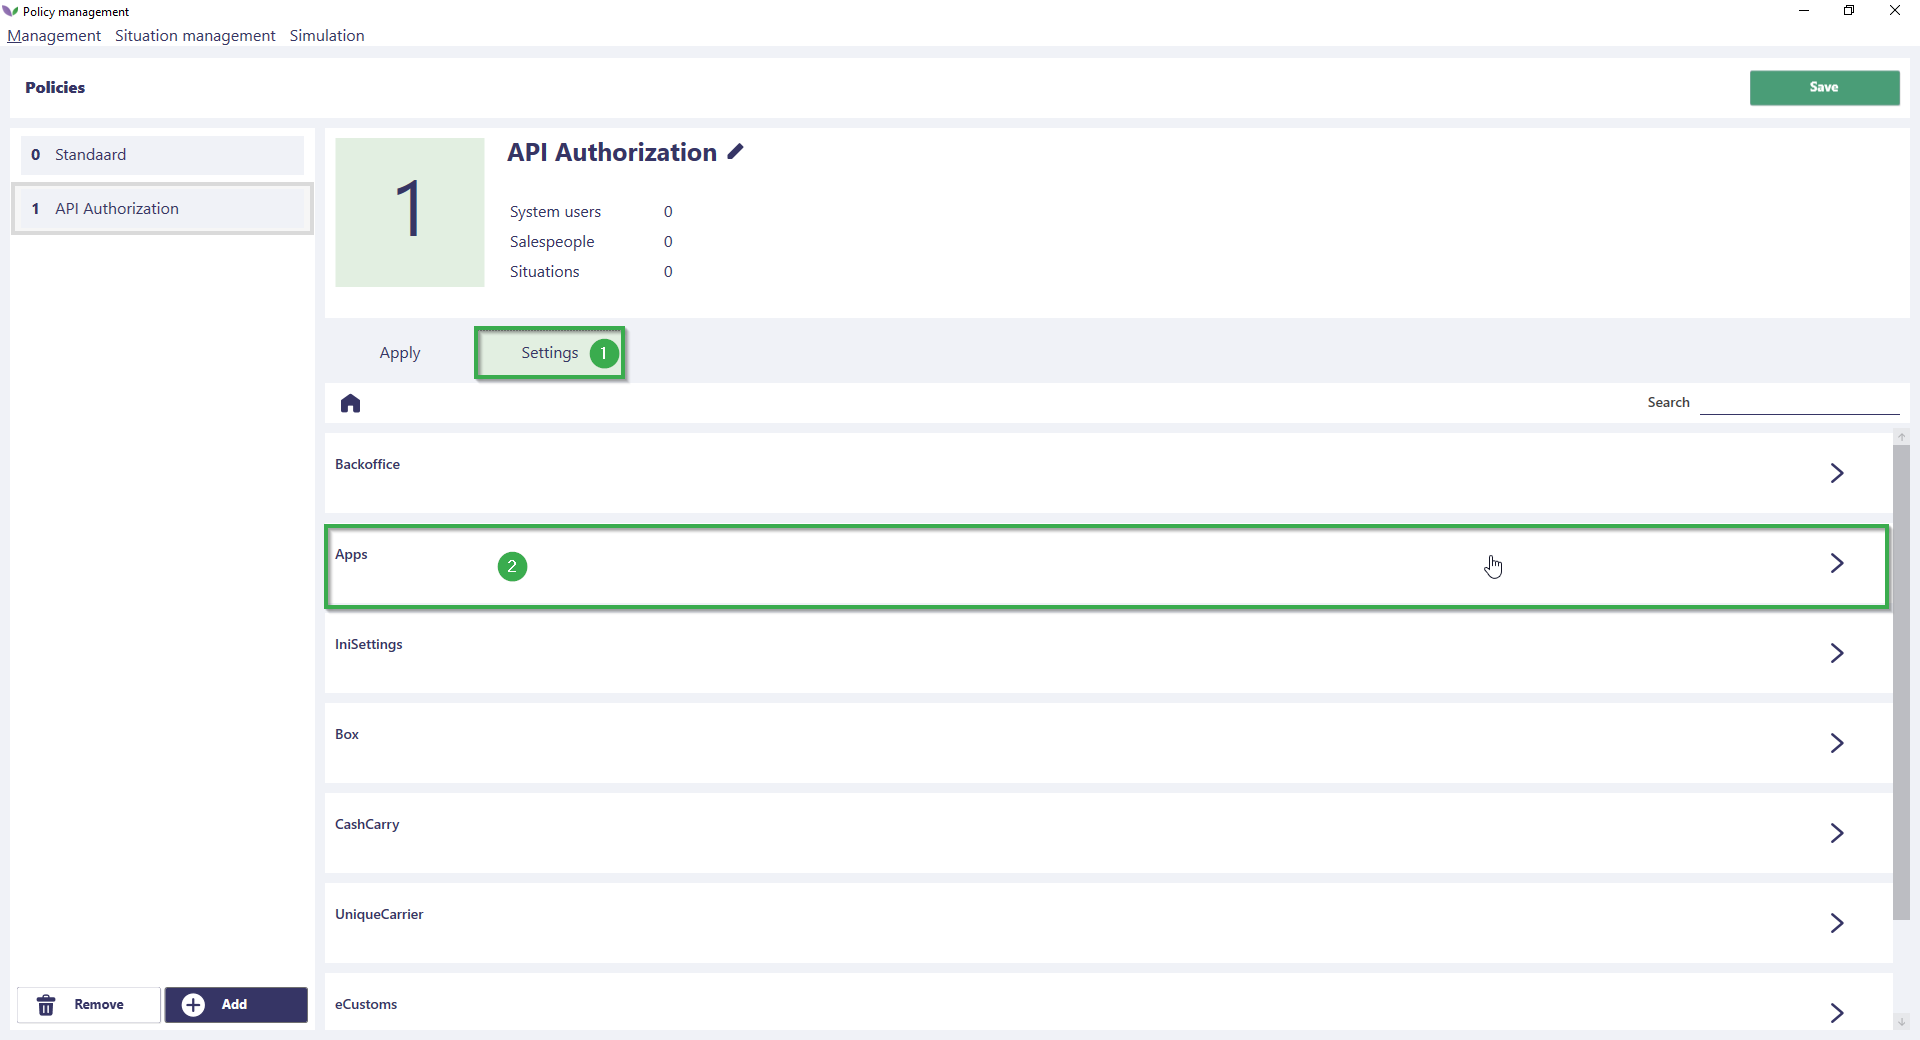 Policy management
Management Situation management Simulation
Policies
Save
0 Standaard
1 API Authorization
Remove
Add
1
API Authorization
System users 0
Salespeople 0
Situations 0
Apply
Settings 1
Search
Backoffice
Apps 2
IniSettings
Box
CashCarry
UniqueCarrier
eCustoms